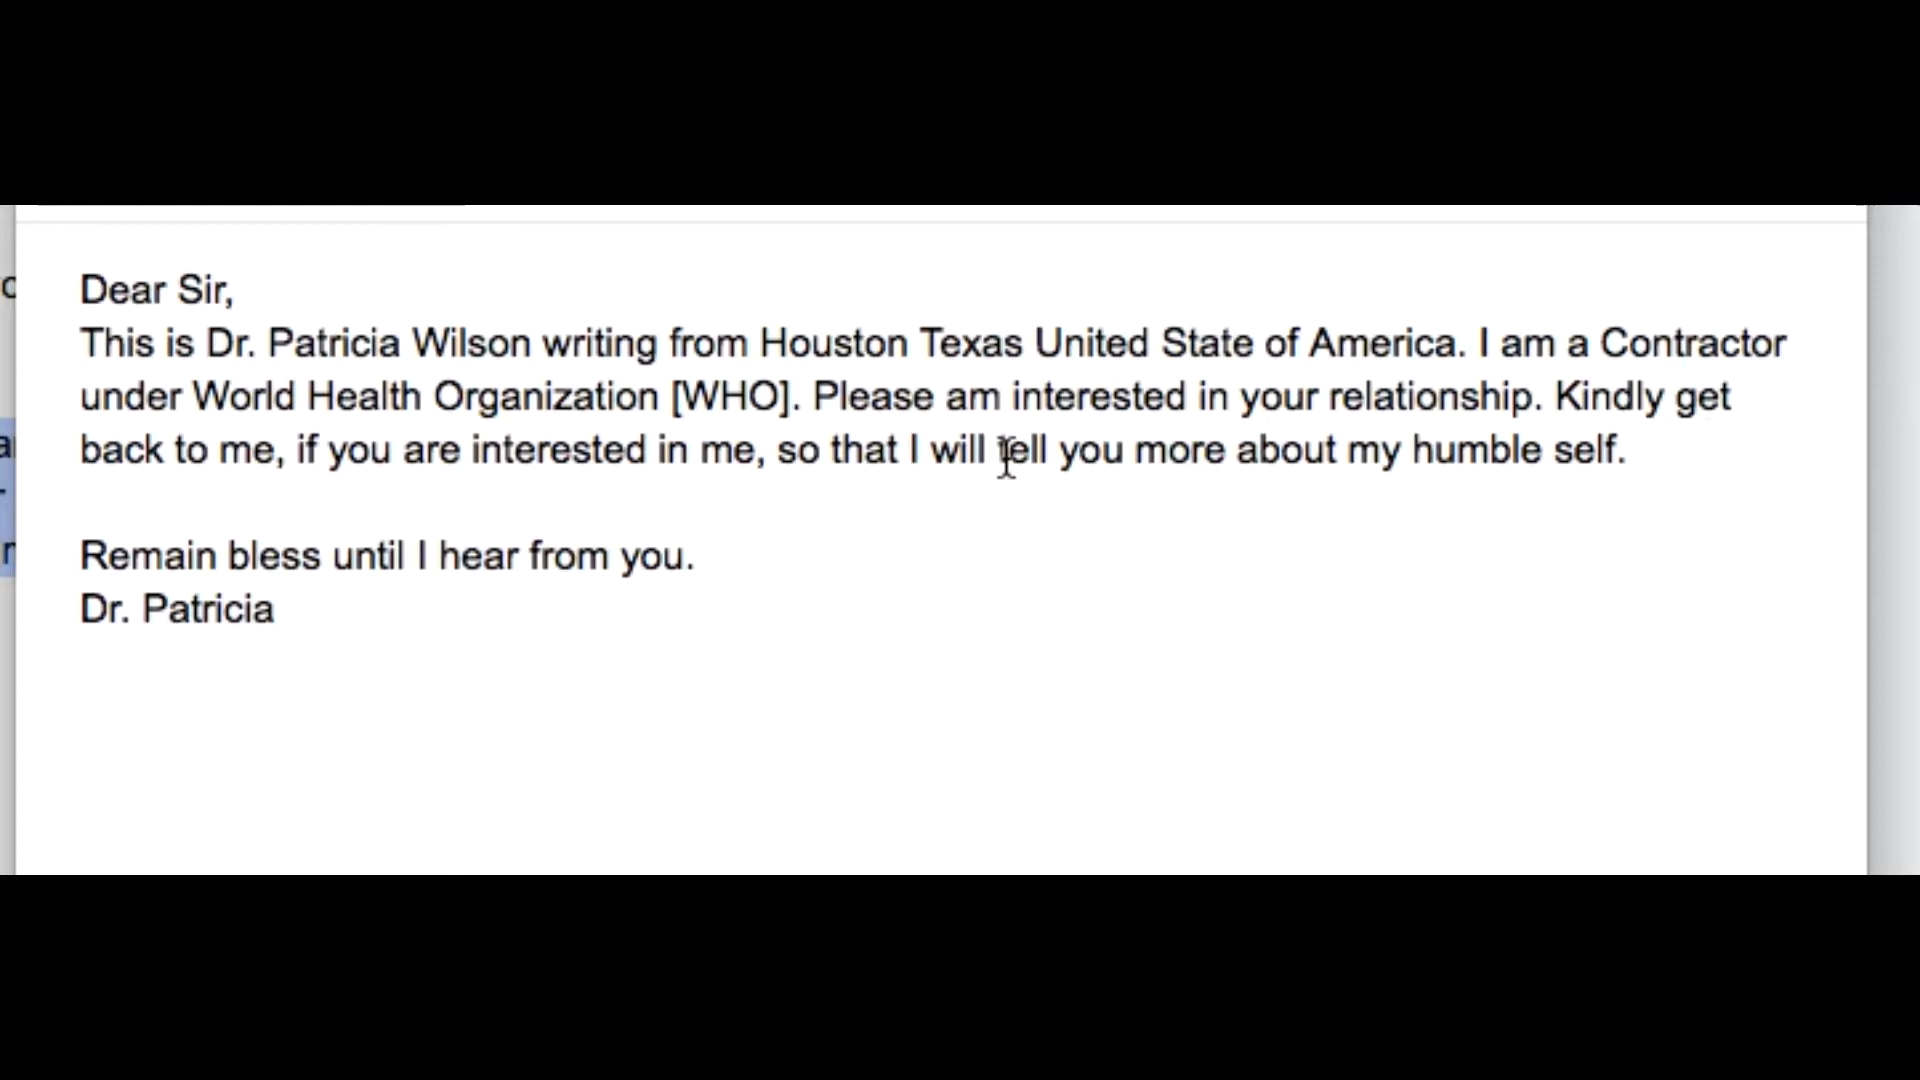 Dear Sir,
This is Dr. Patricia Wilson writing from Houston Texas United State of America. I am a Contractor
under World Health Organization [WHO]. Please am interested in your relationship. Kindly get
back to me, if you are interested in me, so that I will tell you more about my humble self.
Remain bless until I hear from you.
Dr. Patricia